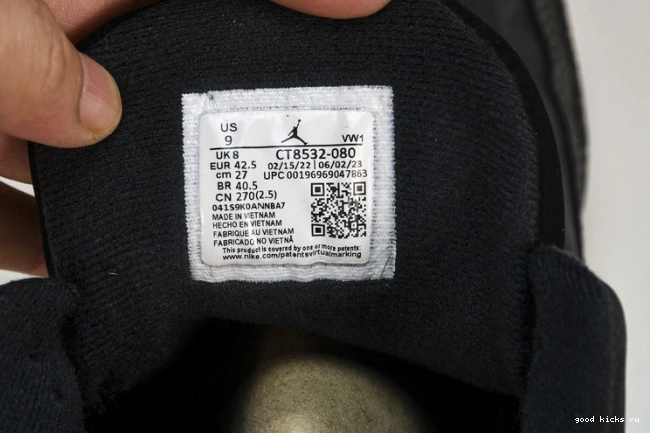 US
9
VW1
UK 8 CT8532-080
EUR 42.5 02/15/22 | 06/02/23
cm 27 UPC 00196969047863
BR 40.5
CN 270(2.5)
041S9K0ANNBA7
MADE IN VIETNAM
HECHO EN VIETNAM
FABRIQUE AU VIETNAM
FABRICADO NO VIETNÃ
This product is covered by one of more patents:
www.nike.com/patentsvirtualmarking
good kicks.ru